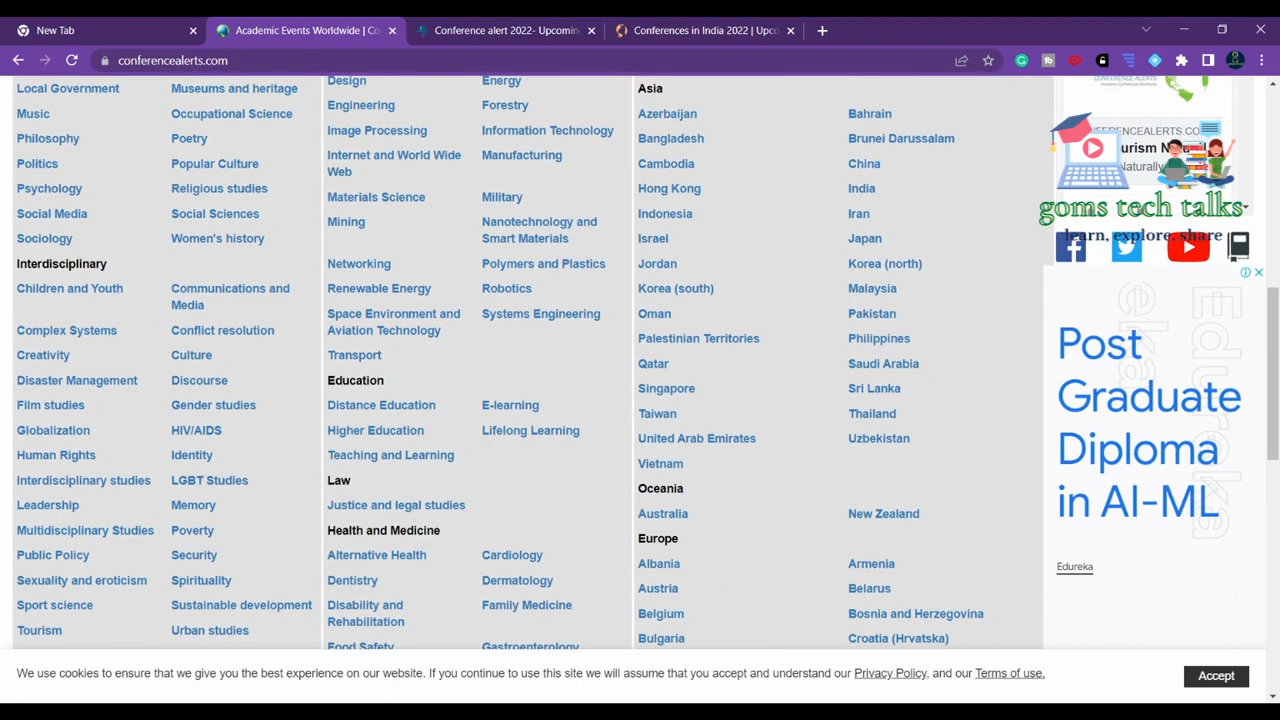 New Tab
Academic Events Worldwide | Co
Conference alert 2022- Upcomin
Conferences in India 2022 | Upco
conferencealerts.com
Local Government
Museums and heritage
Music
Occupational Science
Philosophy
Poetry
Politics
Popular Culture
Psychology
Religious studies
Social Media
Social Sciences
Sociology
Women's history
Interdisciplinary
Children and Youth
Communications and
Media
Complex Systems
Conflict resolution
Creativity
Culture
Disaster Management
Discourse
Film studies
Gender studies
Globalization
HIV/AIDS
Human Rights
Identity
Interdisciplinary studies
LGBT Studies
Leadership
Memory
Multidisciplinary Studies
Poverty
Public Policy
Security
Sexuality and eroticism
Spirituality
Sport science
Sustainable development
Tourism
Urban studies
Design
Energy
Engineering
Forestry
Image Processing
Information Technology
Internet and World Wide
Web
Manufacturing
Materials Science
Military
Mining
Nanotechnology and
Smart Materials
Networking
Polymers and Plastics
Renewable Energy
Robotics
Space Environment and
Aviation Technology
Systems Engineering
Transport
Education
Distance Education
E-learning
Higher Education
Lifelong Learning
Teaching and Learning
Law
Justice and legal studies
Health and Medicine
Alternative Health
Cardiology
Dentistry
Dermatology
Disability and
Rehabilitation
Family Medicine
Food Safety
Gastroenterology
Asia
Azerbaijan
Bahrain
Bangladesh
Brunei Darussalam
Cambodia
China
Hong Kong
India
Indonesia
Iran
Israel
Japan
Jordan
Korea (north)
Korea (south)
Malaysia
Oman
Pakistan
Palestinian Territories
Philippines
Qatar
Saudi Arabia
Singapore
Sri Lanka
Taiwan
Thailand
United Arab Emirates
Uzbekistan
Vietnam
Oceania
Australia
New Zealand
Europe
Albania
Armenia
Austria
Belarus
Belgium
Bosnia and Herzegovina
Bulgaria
Croatia (Hrvatska)
goms tech talks
learn, explore, share
Post
Graduate
Diploma
in AI-ML
Edureka
We use cookies to ensure that we give you the best experience on our website. If you continue to use this site we will assume that you accept and understand our Privacy Policy, and our Terms of use.
Accept